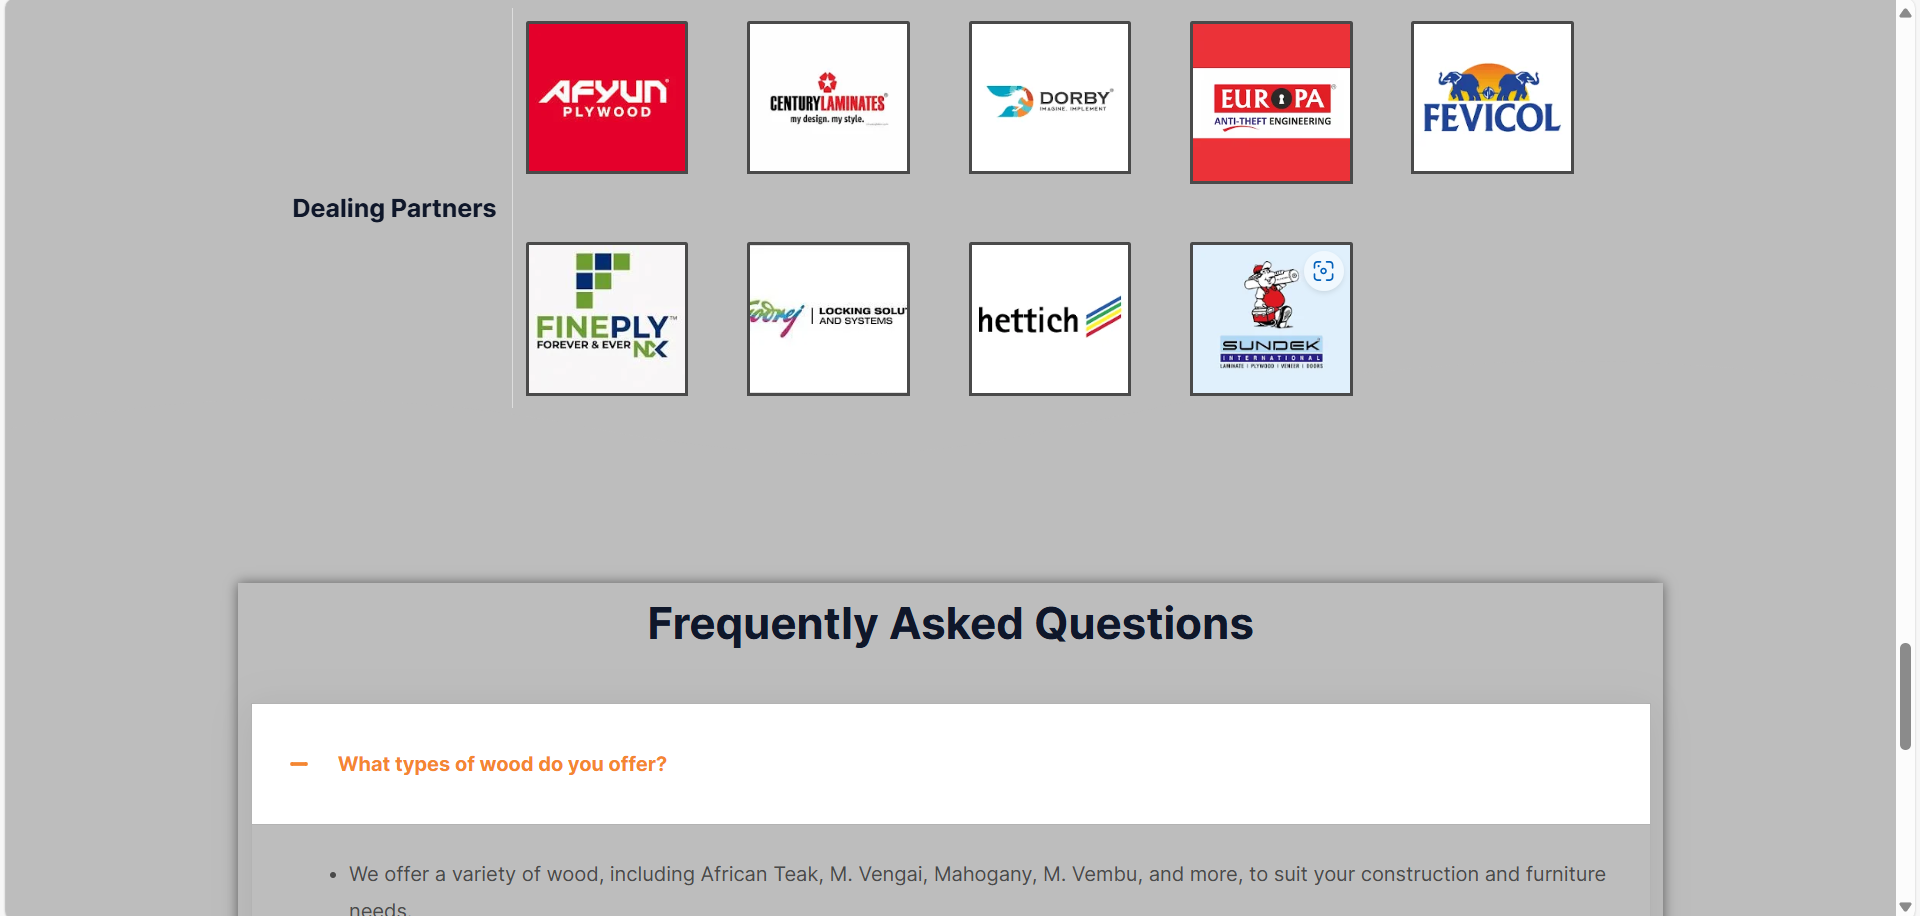 AFYUN
PLYWOOD
CENTURYLAMINATES
my design. my style.
DORBY
IMAGINE. IMPLEMENT
EUROPA
ANTI-THEFT ENGINEERING
FEVICOL
Dealing Partners
FINEPLY™
FOREVER & EVER NX
Godrej | LOCKING SOLU
AND SYSTEMS
hettich
SUNDEK
INTERNATIONAL
LAMINATE | PLYWOOD | VENEER | DOORS
Frequently Asked Questions
What types of wood do you offer?
• We offer a variety of wood, including African Teak, M. Vengai, Mahogany, M. Vembu, and more, to suit your construction and furniture
needs.